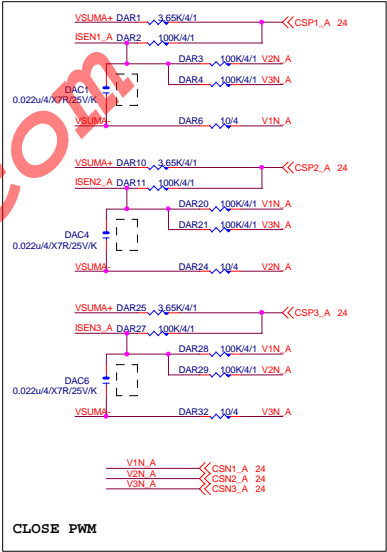 VSUMA+ DAR1 3.65K/4/1 CSP1_A 24
ISEN1_A DAR2 100K/4/1
DAR3 100K/4/1 V2N_A
DAR4 100K/4/1 V3N_A
DAC1
0.022u/4/X7R/25V/K
VSUMA- DAR6 10/4 V1N_A
VSUMA+ DAR10 3.65K/4/1 CSP2_A 24
ISEN2_A DAR11 100K/4/1
DAR20 100K/4/1 V1N_A
DAR21 100K/4/1 V3N_A
DAC4
0.022u/4/X7R/25V/K
VSUMA- DAR24 10/4 V2N_A
VSUMA+ DAR25 3.65K/4/1 CSP3_A 24
ISEN3_A DAR27 100K/4/1
DAR28 100K/4/1 V1N_A
DAR29 100K/4/1 V2N_A
DAC6
0.022u/4/X7R/25V/K
VSUMA- DAR32 10/4 V3N_A
V1N_A CSN1_A 24
V2N_A CSN2_A 24
V3N_A CSN3_A 24
CLOSE PWM
com